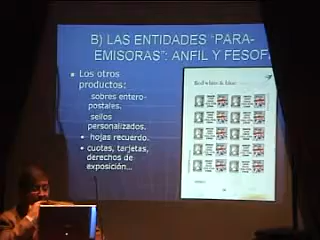 B) LAS ENTIDADES “PARA-
EMISORAS”: ANFIL Y FESOF
Los otros
productos:
sobres entero-
postales.
sellos
personalizados.
hojas recuerdo.
cuotas, tarjetas,
derechos de
exposición...
Red white & blue